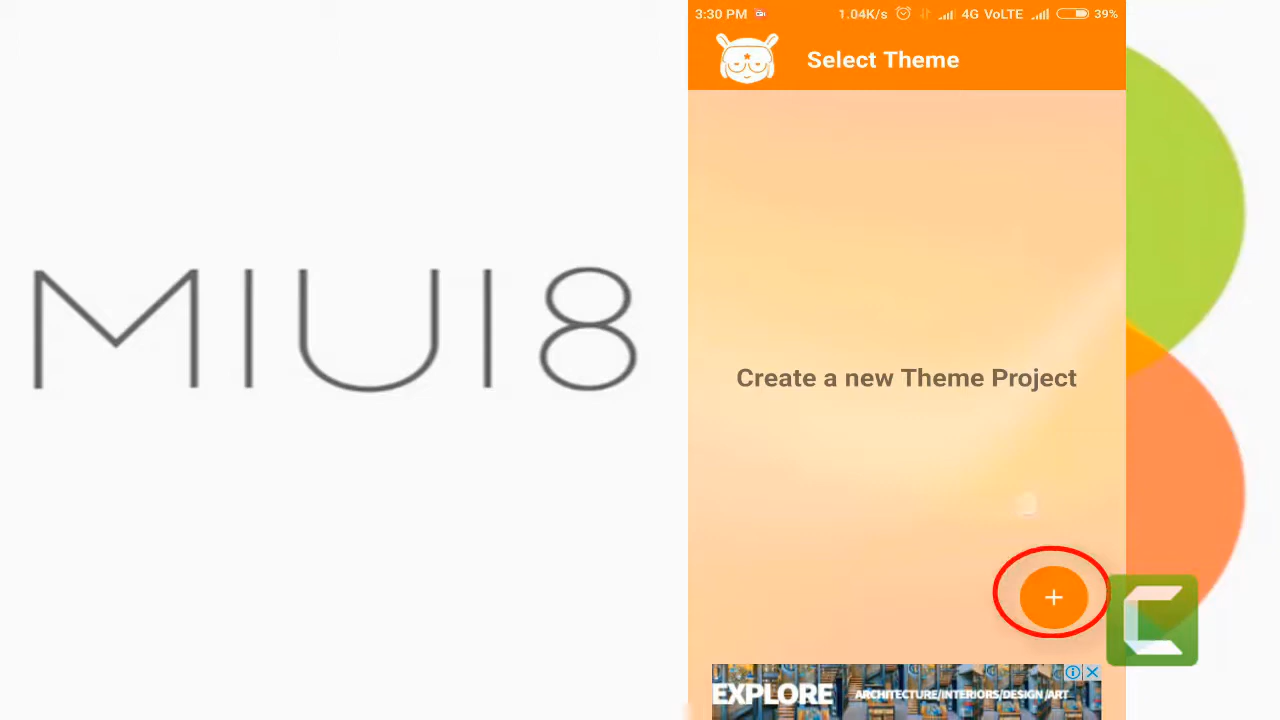 MIUI8
3:30 PM 1.04K/s 4G VoLTE 39%
Select Theme
Create a new Theme Project
+
EXPLORE ARCHITECTURE/INTERIORS/DESIGN/ART